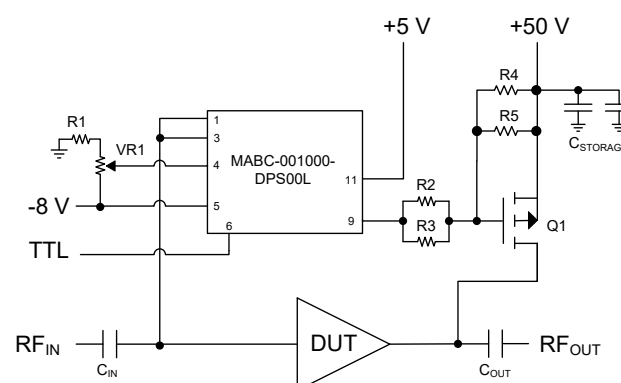 +5 V
+50 V
R4
R5
C STORAG
R1
VR1
1
3
4
5
6
MABC-001000-
DPS00L
11
9
R2
R3
Q1
-8 V
TTL
RF IN
C IN
DUT
C OUT
RF OUT